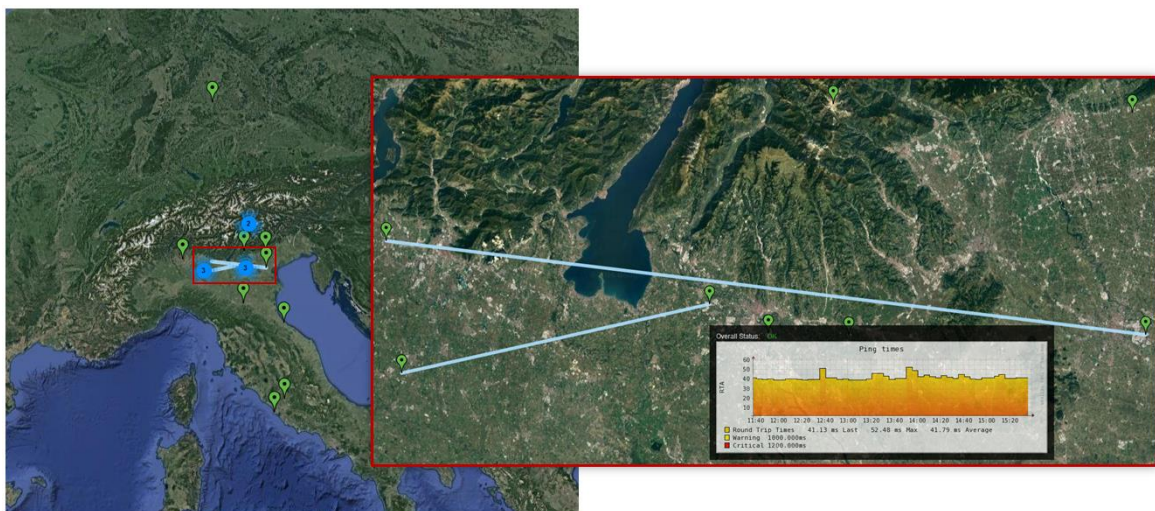 2
3
3
Overall Status: OK
Ping times
60
50
40
30
20
10
RTA
11:40 12:00 12:20 12:40 13:00 13:20 13:40 14:00 14:20 14:40 15:00 15:20
Round Trip Times 41.13 ms Last 52.48 ms Max 41.79 ms Average
Warning 1000.000ms
Critical 1200.000ms